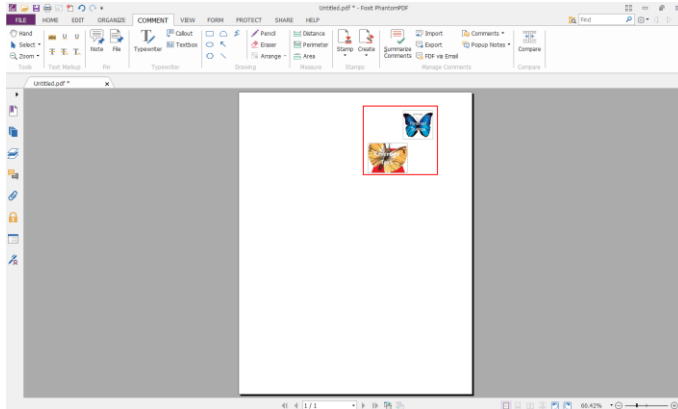 Untitled.pdf * - Foxit PhantomPDF
FILE HOME EDIT ORGANIZE COMMENT VIEW FORM PROTECT SHARE HELP
Find
Hand
Select
Zoom
Tools
Text Markup
Note
File
Pin
Typewriter
Callout
Textbox
Typewriter
Pencil
Eraser
Arrange
Drawing
Distance
Perimeter
Area
Measure
Stamp
Create
Stamps
Summarize
Comments
Import
Export
FDF via Email
Comments
Popup Notes
Manage Comments
Compare
Compare
Untitled.pdf * x
1 / 1
60.42%